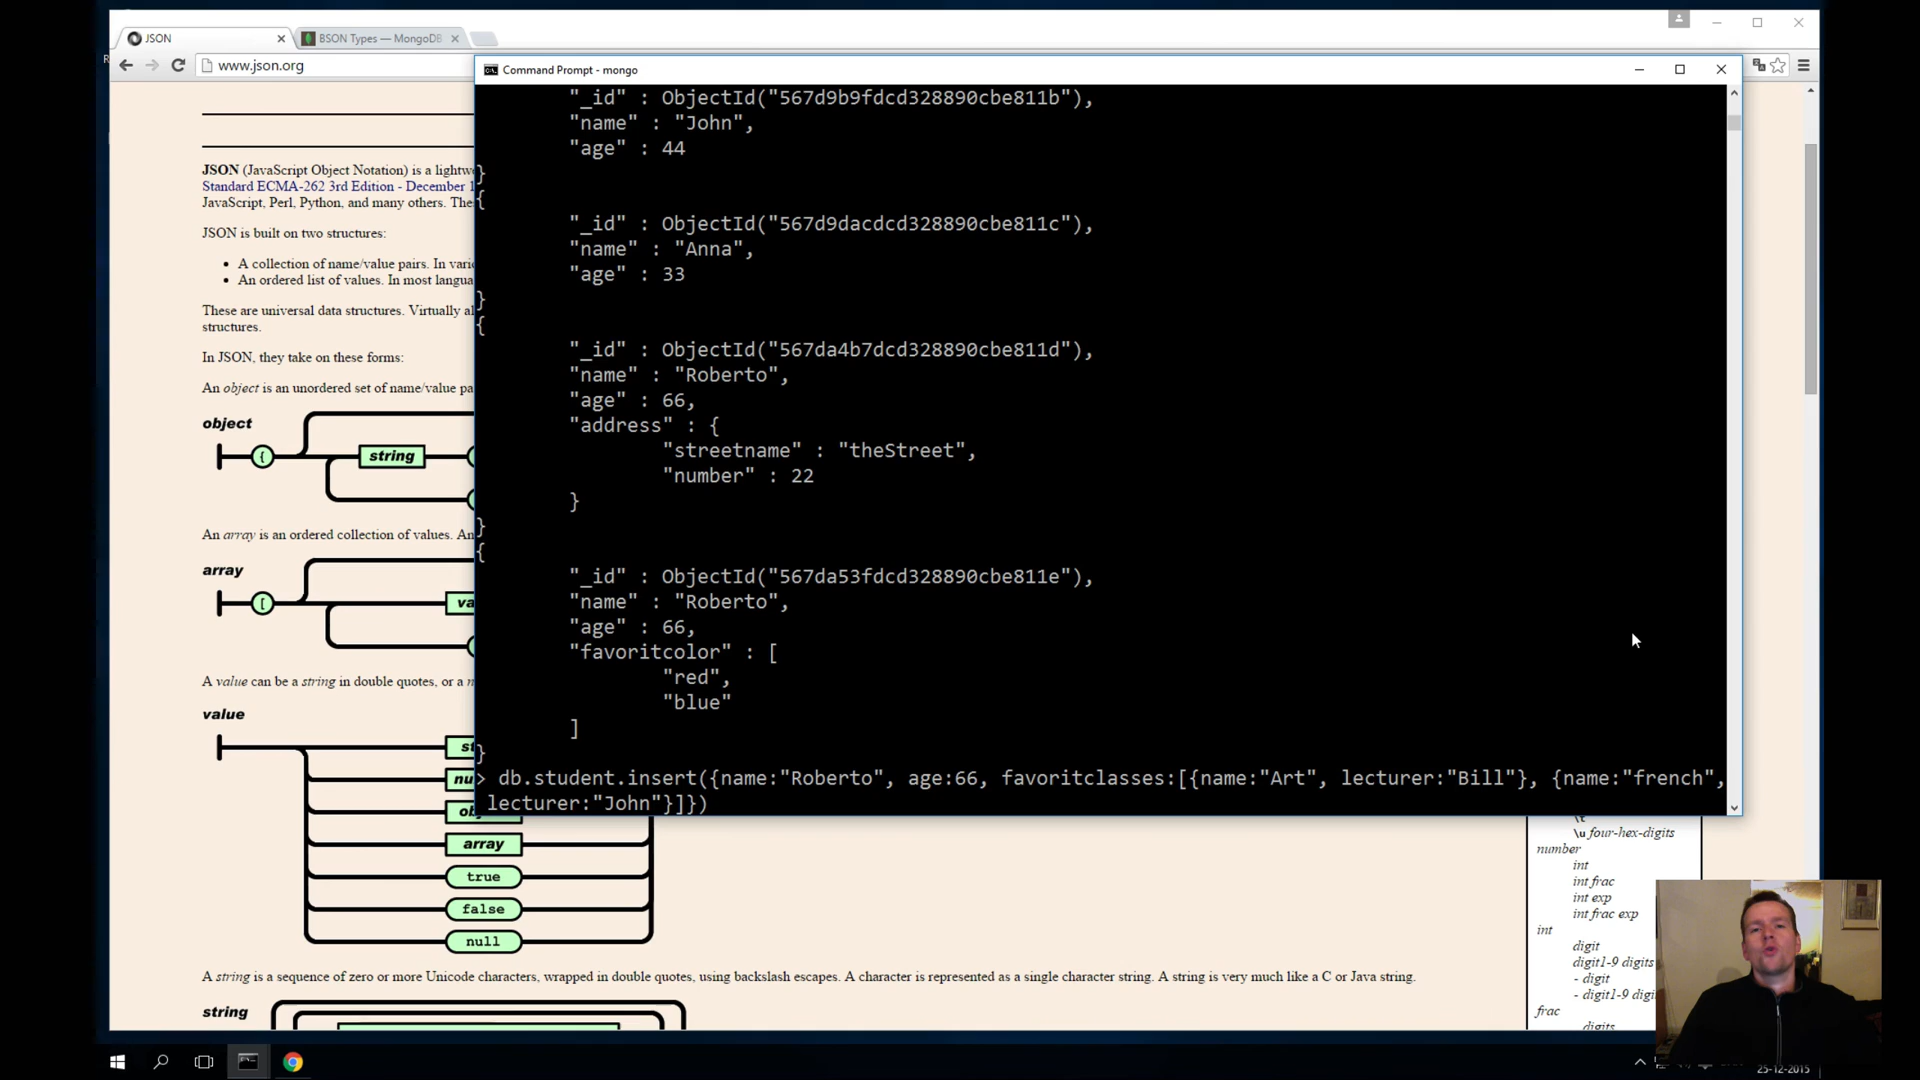 JSON
BSON Types — MongoDB
www.json.org
Command Prompt - mongo
"_id" : ObjectId("567d9b9fdcd328890cbe811b"),
"name" : "John",
"age" : 44
}
{
"_id" : ObjectId("567d9dacdcd328890cbe811c"),
"name" : "Anna",
"age" : 33
}
{
"_id" : ObjectId("567da4b7dcd328890cbe811d"),
"name" : "Roberto",
"age" : 66,
"address" : {
"streetname" : "theStreet",
"number" : 22
}
}
{
"_id" : ObjectId("567da53fdcd328890cbe811e"),
"name" : "Roberto",
"age" : 66,
"favoritcolor" : [
"red",
"blue"
]
}
> db.student.insert({name:"Roberto", age:66, favoritclasses:[{name:"Art", lecturer:"Bill"}, {name:"french",
lecturer:"John"}]})
JSON (JavaScript Object Notation) is a
Standard ECMA-262 3rd Edition - December
JavaScript, Perl, Python, and many others.
JSON is built on two structures:
A collection of name/value pairs. In
An ordered list of values. In most
These are universal data structures. Virtually
structures.
In JSON, they take on these forms:
An object is an unordered set of name/value
object
{
string
An array is an ordered collection of values.
array
[
A value can be a string in double quotes, or a
value
array
true
false
null
A string is a sequence of zero or more Unicode characters, wrapped in double quotes, using backslash escapes. A character is represented as a single character string. A string is very much like a C or Java string.
string
\u four-hex-digits
number
int
int frac
int exp
int frac exp
int
digit
digit1-9 digits
- digit
- digit1-9
frac
. digits
25-12-2015